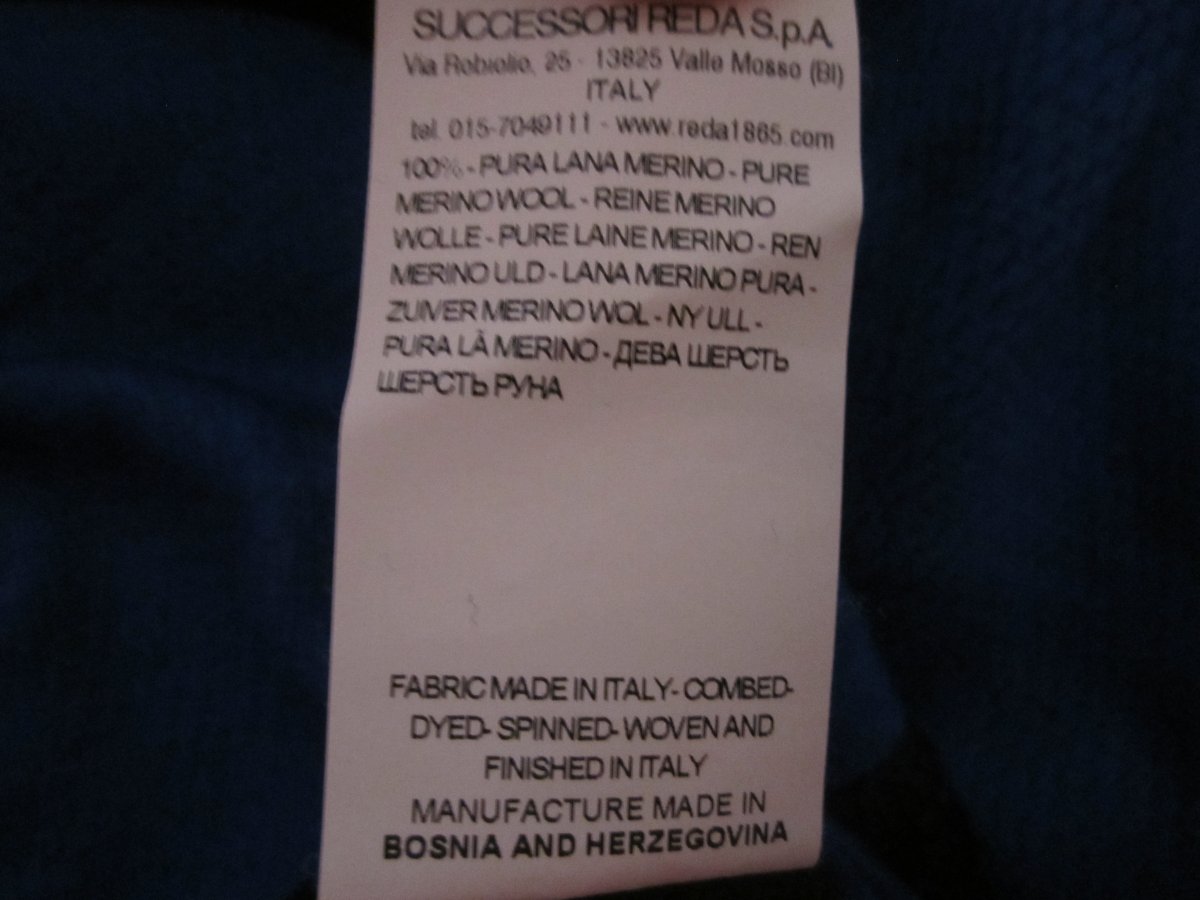 SUCCESSORI REDA S.p.A.
Via Robiolio, 25 - 13825 Valle Mosso (BI)
ITALY
tel. 015-7049111 - www.reda1865.com
100% - PURA LANA MERINO - PURE
MERINO WOOL - REINE MERINO
WOLLE - PURE LAINE MERINO - REN
MERINO ULD - LANA MERINO PURA -
ZUIVER MERINO WOL - NY ULL -
PURA LÃ MERINO - ДЕВА ШЕРСТЬ
ШЕРСТЬ РУНА
FABRIC MADE IN ITALY- COMBED-
DYED- SPINNED- WOVEN AND
FINISHED IN ITALY
MANUFACTURE MADE IN
BOSNIA AND HERZEGOVINA